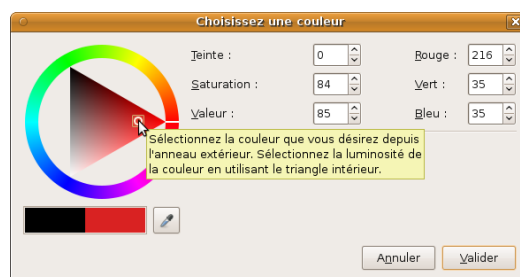 Choisissez une couleur
Teinte : 0 Rouge : 216
Saturation : 84 Vert : 35
Valeur : 85 Bleu : 35
Sélectionnez la couleur que vous désirez depuis
l'anneau extérieur. Sélectionnez la luminosité de
la couleur en utilisant le triangle intérieur.
Annuler Valider